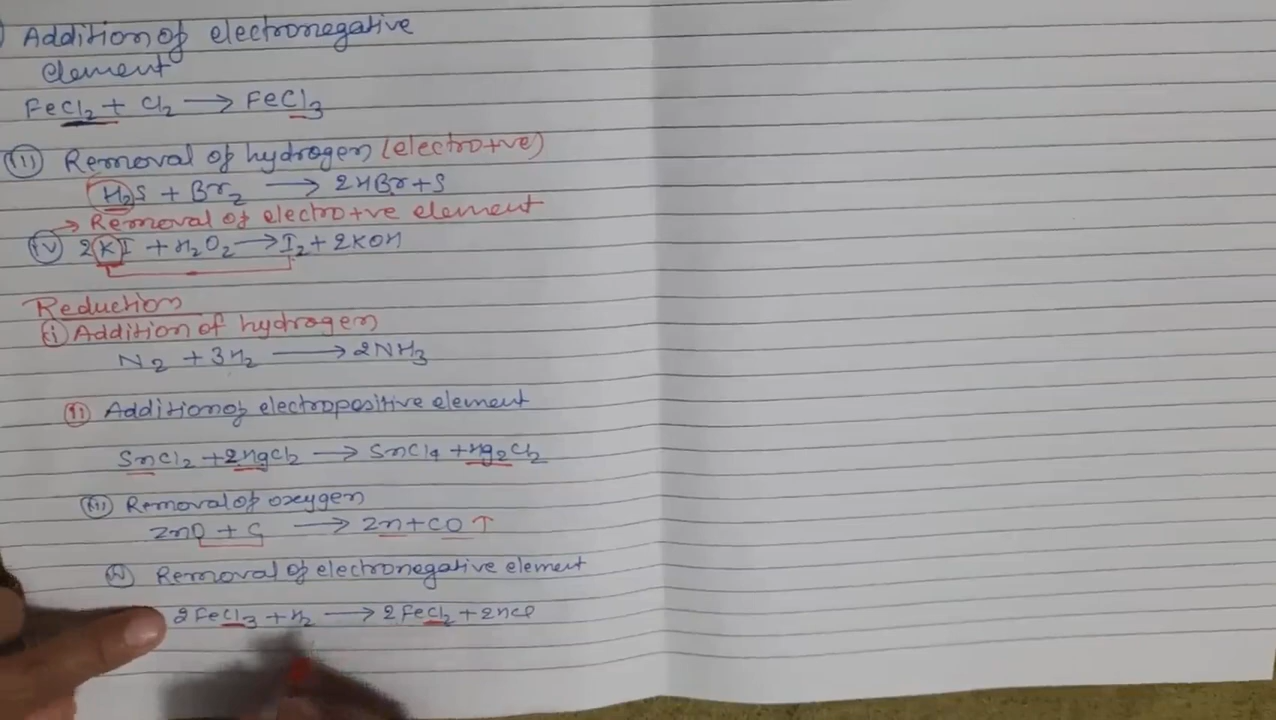 Addition of electronegative
element
FeCl2 + Cl2 → FeCl3
(iii) Removal of hydrogen (electro+ve)
H2S + Br2 → 2HBr+S
→ Removal of electro+ve element
(iv) 2KI + H2O2 → I2 + 2KOH
Reduction
(i) Addition of hydrogen
N2 + 3H2 → 2NH3
(ii) Addition of electropositive element
SnCl2 + 2HgCl2 → SnCl4 + Hg2Cl2
(iii) Removal of oxygen
ZnO + C → Zn+CO ↑
(iv) Removal of electronegative element
2FeCl3 + H2 → 2FeCl2 + 2HCl